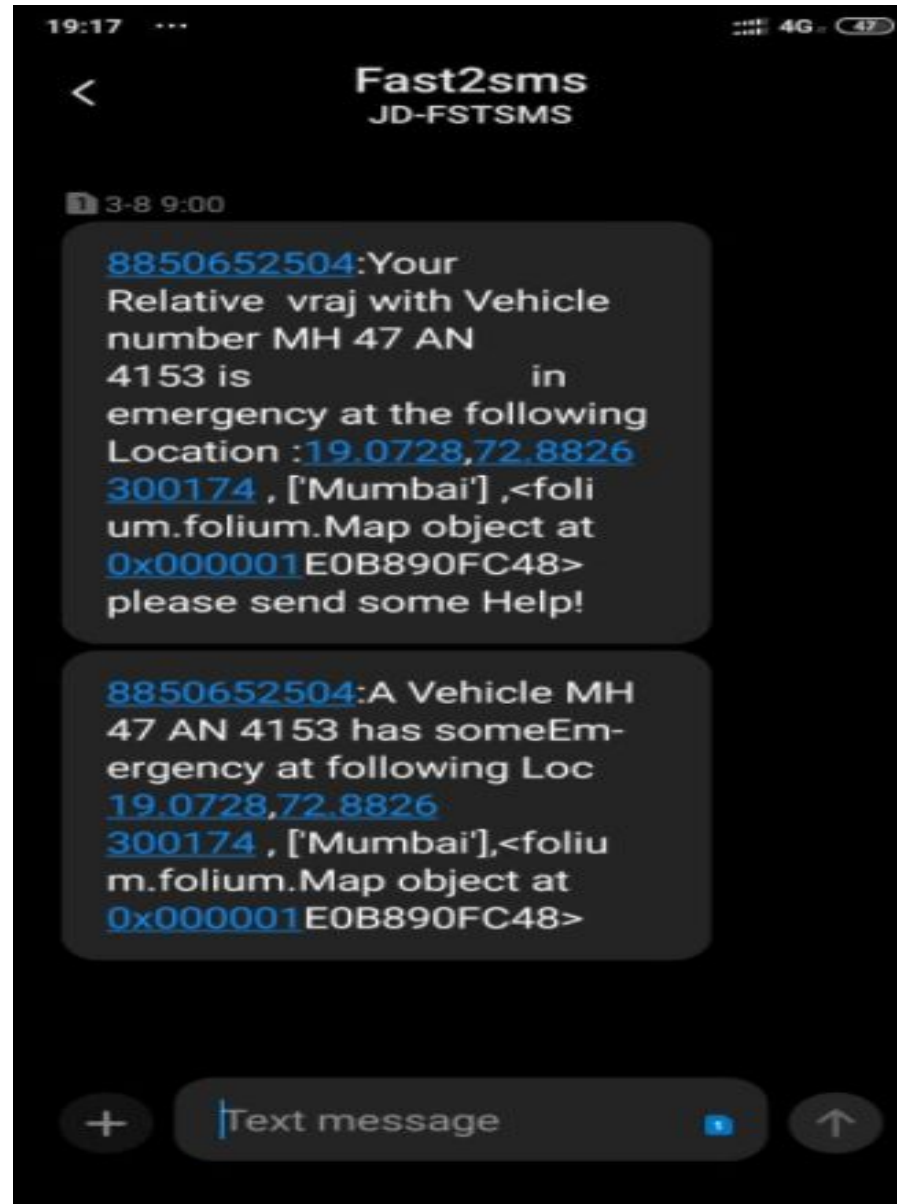 19:17 ...
4G 47
Fast2sms
JD-FSTSMS
1 3-8 9:00
8850652504:Your
Relative vraj with Vehicle
number MH 47 AN
4153 is in
emergency at the following
Location :19.0728,72.8826
300174 , ['Mumbai'] ,<foli
um.folium.Map object at
0x000001E0B890FC48>
please send some Help!
8850652504:A Vehicle MH
47 AN 4153 has someEm-
ergency at following Loc
19.0728,72.8826
300174 , ['Mumbai'],<foliu
m.folium.Map object at
0x000001E0B890FC48>
Text message
1